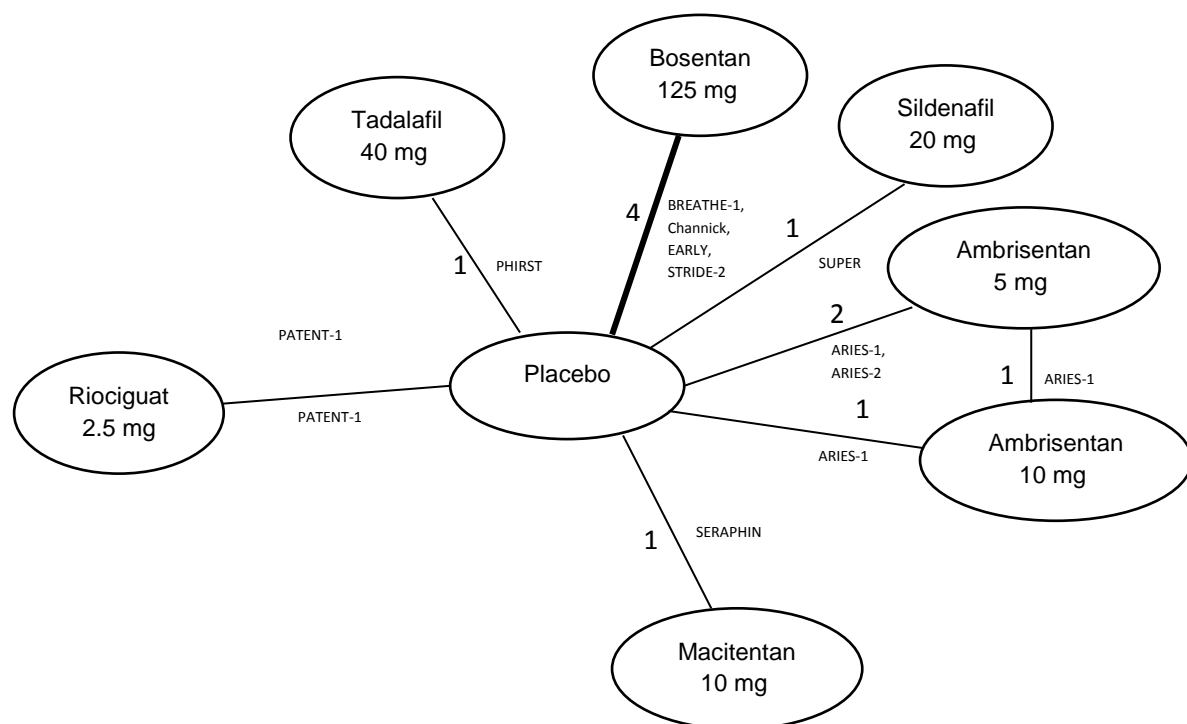 Bosentan
125 mg
Tadalafil
40 mg
Sildenafil
20 mg
4
BREATHE-1,
Channick,
EARLY,
STRIDE-2
1
SUPER
1
PHIRST
Ambrisentan
5 mg
2
ARIES-1,
ARIES-2
PATENT-1
Placebo
Riociguat
2.5 mg
PATENT-1
1
ARIES-1
1
ARIES-1
Ambrisentan
10 mg
1
SERAPHIN
Macitentan
10 mg